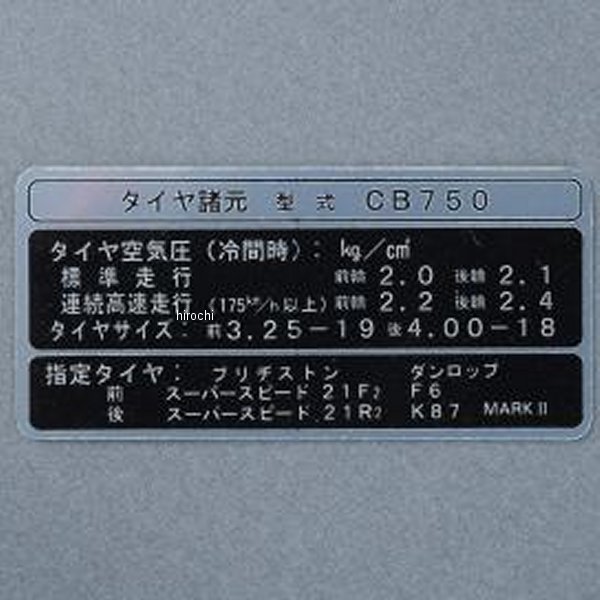 タイヤ諸元 型式 CB750
タイヤ空気圧(冷間時): kg/cm²
標準走行 前輪 2.0 後輪 2.1
連続高速走行(175km/h以上)前輪 2.2 後輪 2.4
hirochi
タイヤサイズ: 前3.25-19 後4.00-18
指定タイヤ: ブリヂストン ダンロップ
前 スーパースピード 21F2 F6
後 スーパースピード 21R2 K87 MARK II